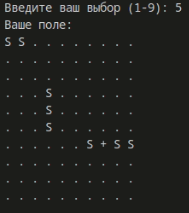 Введите ваш выбор (1-9): 5
Ваше поле:
S S . . . . . . . .
. . . . . . . . . .
. . . . . . . . . .
. . . S . . . . . .
. . . S . . . . . .
. . . S . . . . . .
. . . . . . S + S S
. . . . . . . . . .
. . . . . . . . . .
. . . . . . . . . .